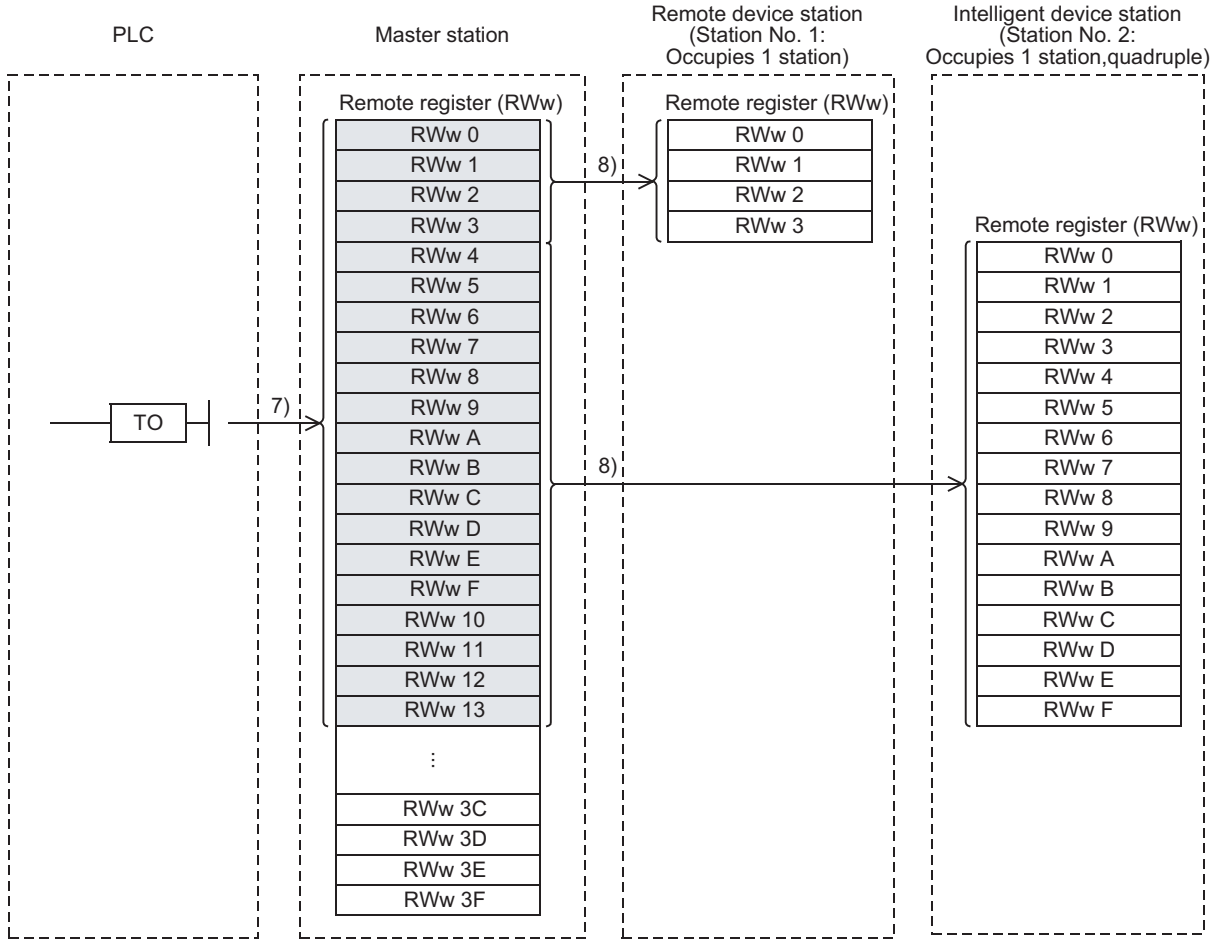 PLC
Master station
Remote device station
(Station No. 1:
Occupies 1 station)
Intelligent device station
(Station No. 2:
Occupies 1 station,quadruple)
TO
7)
Remote register (RWw)
RWw 0
RWw 1
RWw 2
RWw 3
RWw 4
RWw 5
RWw 6
RWw 7
RWw 8
RWw 9
RWw A
RWw B
RWw C
RWw D
RWw E
RWw F
RWw 10
RWw 11
RWw 12
RWw 13
...
RWw 3C
RWw 3D
RWw 3E
RWw 3F
8)
8)
Remote register (RWw)
RWw 0
RWw 1
RWw 2
RWw 3
Remote register (RWw)
RWw 0
RWw 1
RWw 2
RWw 3
RWw 4
RWw 5
RWw 6
RWw 7
RWw 8
RWw 9
RWw A
RWw B
RWw C
RWw D
RWw E
RWw F